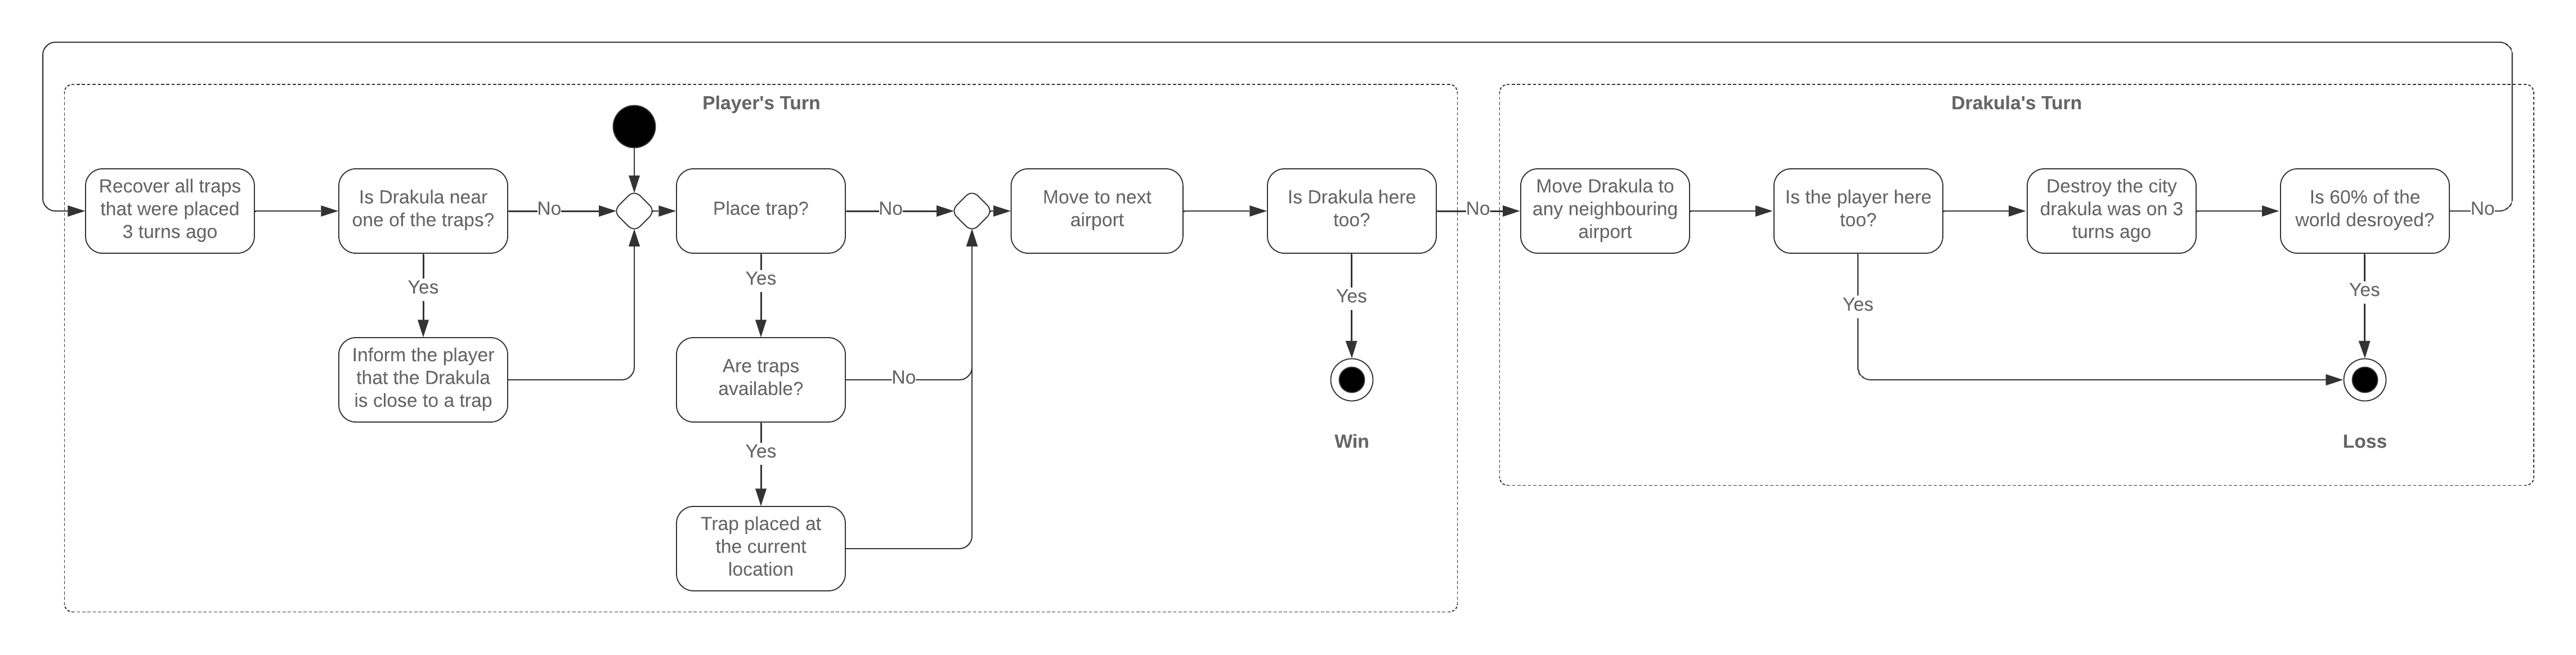 Player's Turn
Drakula's Turn
Recover all traps
that were placed
3 turns ago
Is Drakula near
one of the traps?
No
Place trap?
No
Move to next
airport
Is Drakula here
too?
No
Move Drakula to
any neighbouring
airport
Is the player here
too?
Destroy the city
drakula was on 3
turns ago
Is 60% of the
world desroyed?
No
Yes
Yes
Yes
Yes
Yes
Inform the player
that the Drakula
is close to a trap
Are traps
available?
No
Win
Loss
Yes
Trap placed at
the current
location